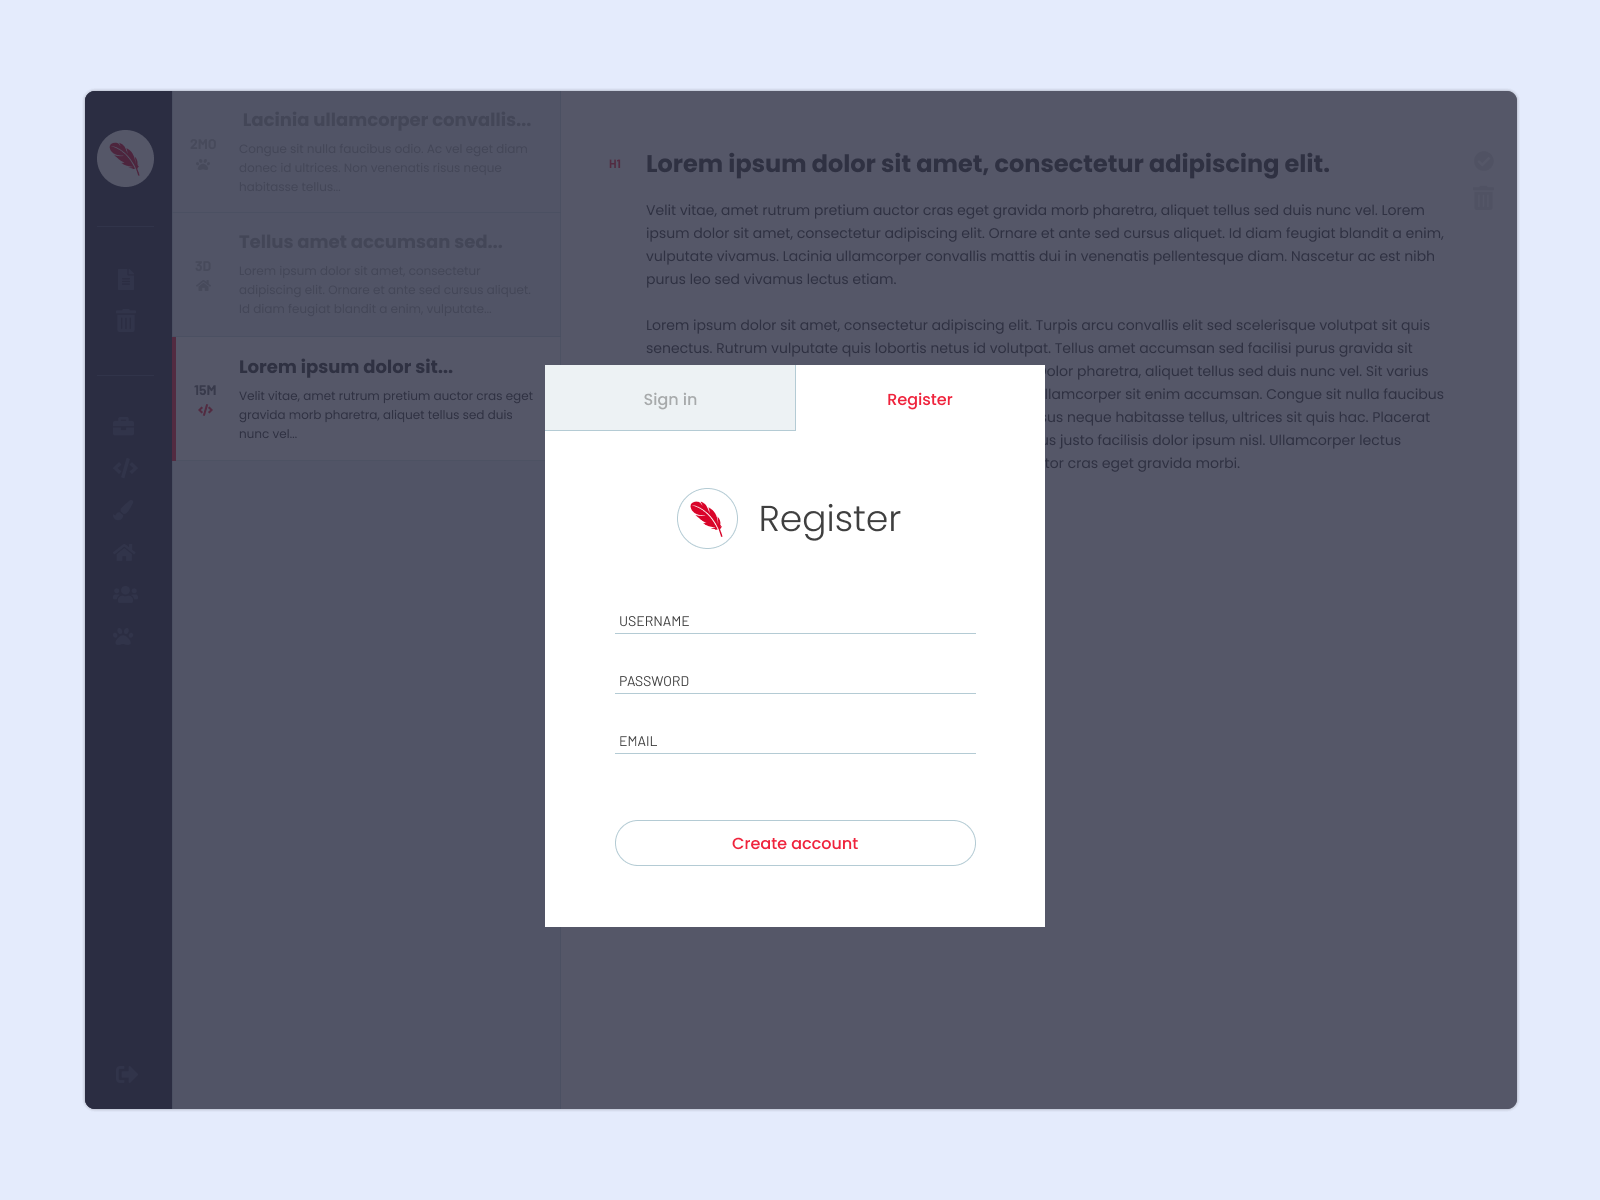 Lacinia ullamcorper convallis...
2MO
Congue sit nulla faucibus odio. Ac vel eget diam
donec id ultrices. Non venenatis risus neque
habitasse tellus...
Tellus amet accumsan sed...
3D
Lorem ipsum dolor sit amet, consectetur
adipiscing elit. Ornare et ante sed cursus aliquet.
Id diam feugiat blandit a enim, vulputate...
Lorem ipsum dolor sit...
15M
Velit vitae, amet rutrum pretium auctor cras eget
gravida morb pharetra, aliquet tellus sed duis
nunc vel...
H1
Lorem ipsum dolor sit amet, consectetur adipiscing elit.
Velit vitae, amet rutrum pretium auctor cras eget gravida morb pharetra, aliquet tellus sed duis nunc vel. Lorem
ipsum dolor sit amet, consectetur adipiscing elit. Ornare et ante sed cursus aliquet. Id diam feugiat blandit a enim,
vulputate vivamus. Lacinia ullamcorper convallis mattis dui in venenatis pellentesque diam. Nascetur ac est nibh
purus leo sed vivamus lectus etiam.
Lorem ipsum dolor sit amet, consectetur adipiscing elit. Turpis arcu convallis elit sed scelerisque volutpat sit quis
senectus. Rutrum vulputate quis lobortis netus id volutpat. Tellus amet accumsan sed facilisi purus gravida sit
pharetra, aliquet tellus sed duis nunc vel. Sit varius
sit enim accumsan. Congue sit nulla faucibus
neque habitasse tellus, ultrices sit quis hac. Placerat
justo facilisis dolor ipsum nisl. Ullamcorper lectus
cras eget gravida morbi.
Sign in
Register
Register
USERNAME
PASSWORD
EMAIL
Create account